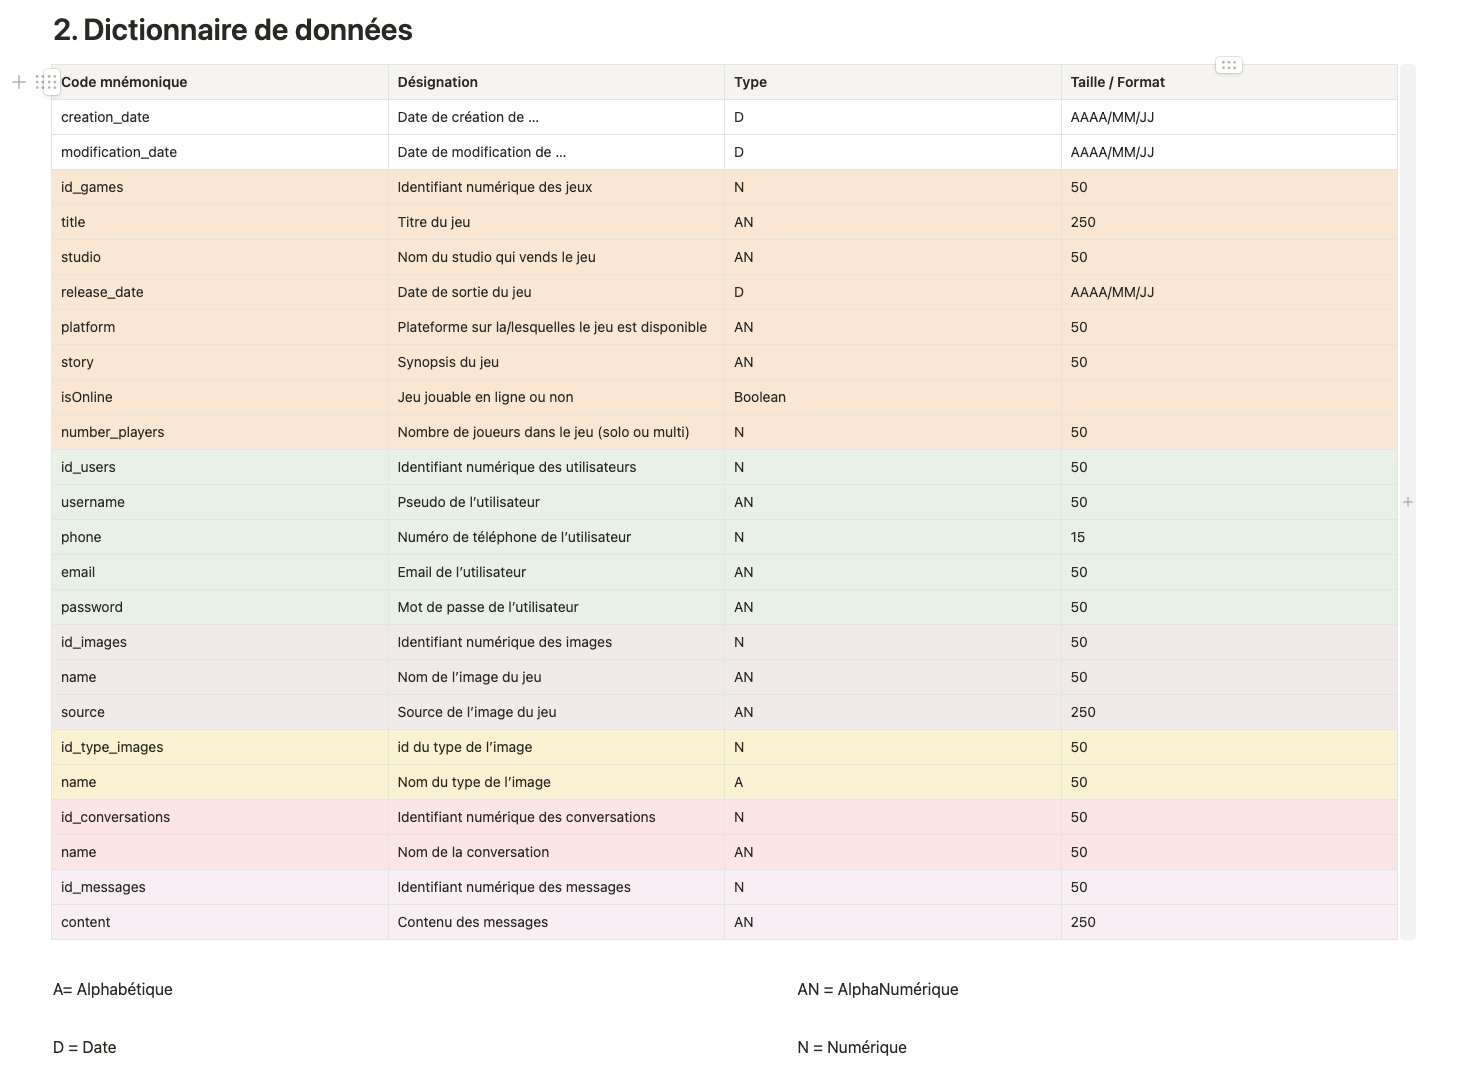 2. Dictionnaire de données
Code mnémonique Désignation Type Taille / Format
creation_date Date de création de ... D AAAA/MM/JJ
modification_date Date de modification de ... D AAAA/MM/JJ
id_games Identifiant numérique des jeux N 50
title Titre du jeu AN 250
studio Nom du studio qui vends le jeu AN 50
release_date Date de sortie du jeu D AAAA/MM/JJ
platform Plateforme sur la/lesquelles le jeu est disponible AN 50
story Synopsis du jeu AN 50
isOnline Jeu jouable en ligne ou non Boolean
number_players Nombre de joueurs dans le jeu (solo ou multi) N 50
id_users Identifiant numérique des utilisateurs N 50
username Pseudo de l’utilisateur AN 50
phone Numéro de téléphone de l’utilisateur N 15
email Email de l’utilisateur AN 50
password Mot de passe de l’utilisateur AN 50
id_images Identifiant numérique des images N 50
name Nom de l’image du jeu AN 50
source Source de l’image du jeu AN 250
id_type_images id du type de l’image N 50
name Nom du type de l’image A 50
id_conversations Identifiant numérique des conversations N 50
name Nom de la conversation AN 50
id_messages Identifiant numérique des messages N 50
content Contenu des messages AN 250
A= Alphabétique AN = AlphaNumérique
D = Date N = Numérique